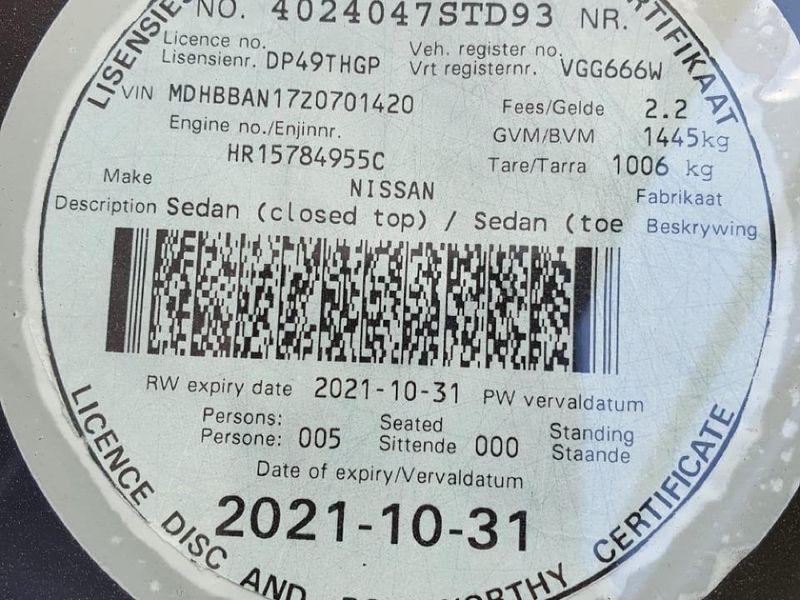 NO. 4024047STD93 NR.
Licence no. Veh. register no.
Lisensienr. DP49THGP Vrt registernr. VGG666W
VIN MDHBBAN17Z0701420 Fees/Gelde 2.2
Engine no./Enjinnr. GVM/BVM 1445kg
HR15784955C Tare/Tarra 1006 kg
Make NISSAN Fabrikaat
Description Sedan (closed top) / Sedan (toe Beskrywing
RW expiry date 2021-10-31 PW vervaldatum
Persons: Seated Standing
Persone: 005 Sittende 000 Staande
Date of expiry/Vervaldatum
2021-10-31
LICENCE DISC AND CERTIFICATE